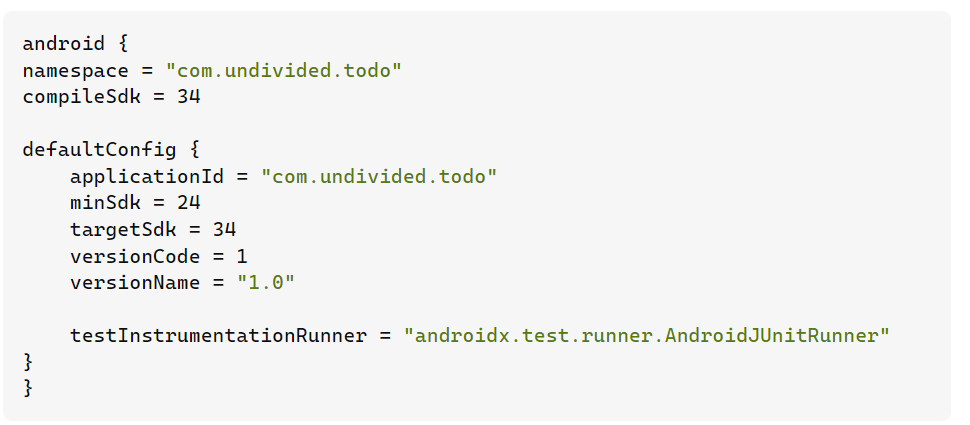 android {
namespace = "com.undivided.todo"
compileSdk = 34

defaultConfig {
    applicationId = "com.undivided.todo"
    minSdk = 24
    targetSdk = 34
    versionCode = 1
    versionName = "1.0"

    testInstrumentationRunner = "androidx.test.runner.AndroidJUnitRunner"
}
}